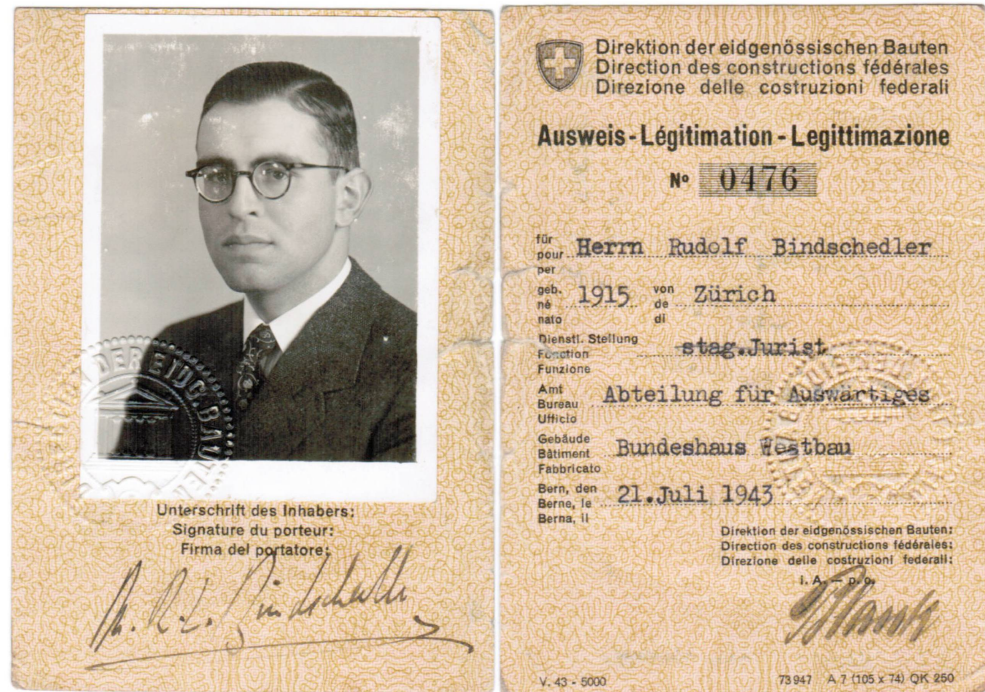 Unterschrift des Inhabers:
Signature du porteur:
Firma del portatore:
Bindschedler
Direktion der eidgenössischen Bauten
Direction des constructions fédérales
Direzione delle costruzioni federali
Ausweis - Légitimation - Legittimazione
Nº 0476
für
pour Herrn Rudolf Bindschedler
per
geb. von
né 1915 de Zürich
nato di
Dienstl. Stellung
Fonction stag.Jurist
Funzione
Amt
Bureau Abteilung für Auswärtiges
Ufficio
Gebäude
Bâtiment Bundeshaus Westbau
Fabbricato
Bern, den
Berne, le 21.Juli 1943
Berna, il
Direktion der eidgenössischen Bauten:
Direction des constructions fédérales:
Direzione delle costruzioni federali:
I. A. — p.o.
V. 43 - 5000
73947 A 7 (105 x 74) QK 250